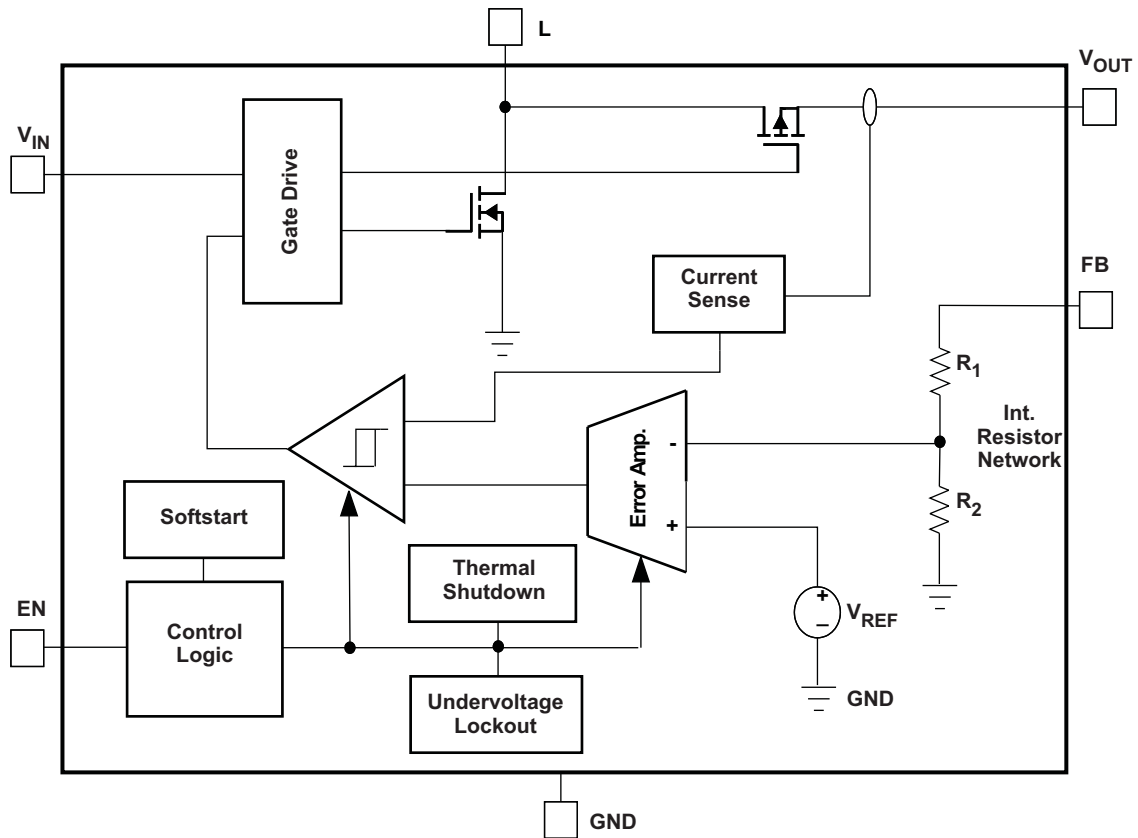 L
VOUT
VIN
Gate Drive
Current
Sense
FB
R1
Int.
Resistor
Network
Error Amp.
-
+
R2
Softstart
Thermal
Shutdown
EN
Control
Logic
+
−
VREF
Undervoltage
Lockout
GND
GND